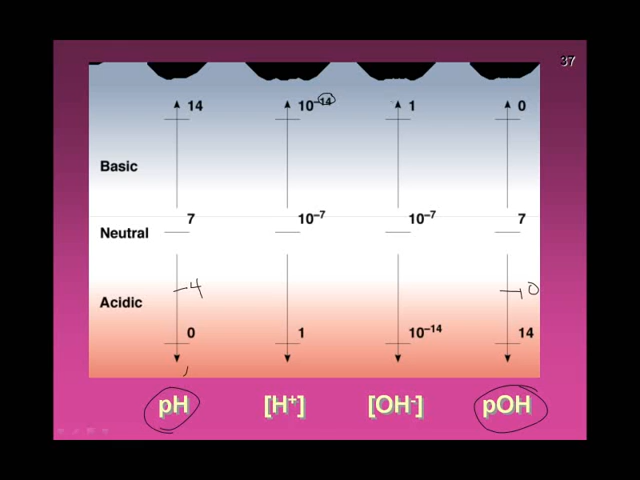 37
14 10⁻¹⁴ 1 0
Basic
7 10⁻⁷ 10⁻⁷ 7
Neutral
4
Acidic
0 1 10⁻¹⁴ 14
pH [H⁺] [OH⁻] pOH